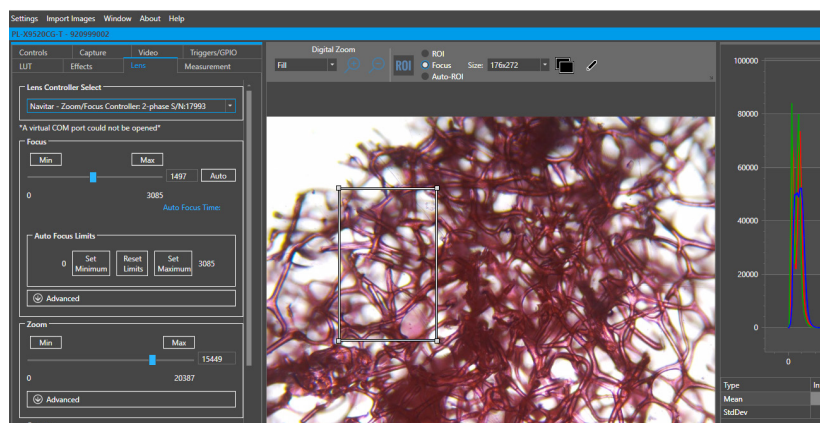 Settings Import Images Window About Help
PL-X9520CG-T - 920999002
Controls Capture Video Triggers/GPIO
LUT Effects Lens Measurement
Lens Controller Select
Navitar - Zoom/Focus Controller: 2-phase S/N:17993
*A virtual COM port could not be opened*
Focus
Min Max
1497 Auto
0 3085
Auto Focus Time:
Auto Focus Limits
0 Set Minimum Reset Limits Set Maximum 3085
Advanced
Zoom
Min Max
15449
0 20387
Advanced
Digital Zoom
Fill
ROI
ROI
Focus Size: 176x272
Auto-ROI
100000
80000
60000
40000
20000
0
0
Type In
Mean
StdDev